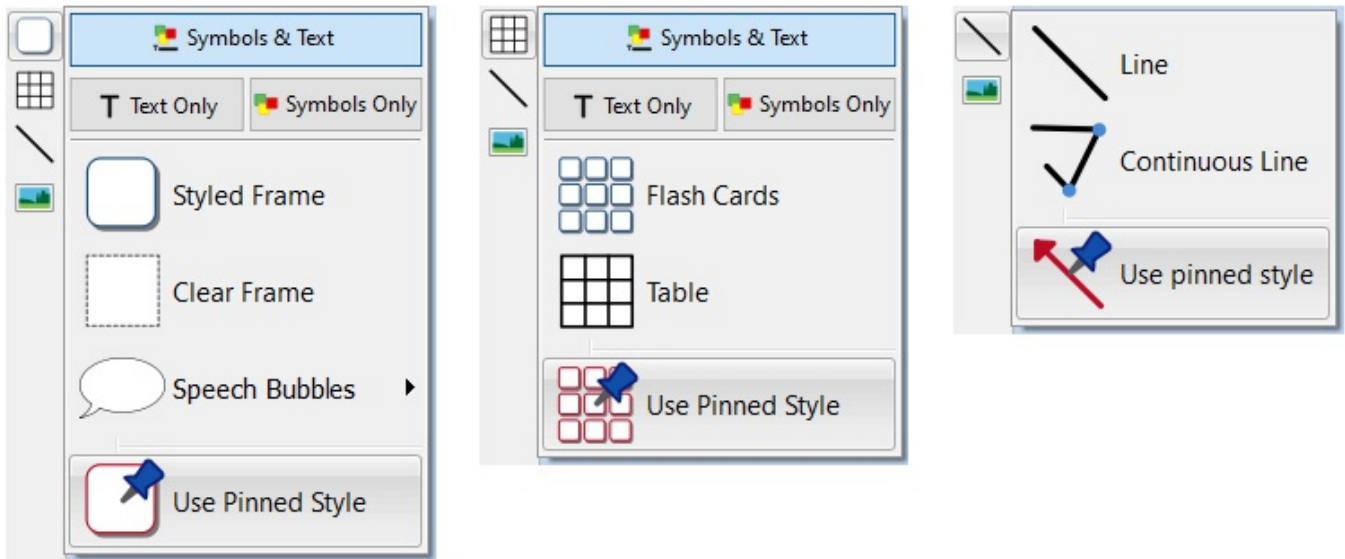 Symbols & Text
T Text Only
Symbols Only
Styled Frame
Clear Frame
Speech Bubbles
Use Pinned Style
Symbols & Text
T Text Only
Symbols Only
Flash Cards
Table
Use Pinned Style
Line
Continuous Line
Use pinned style